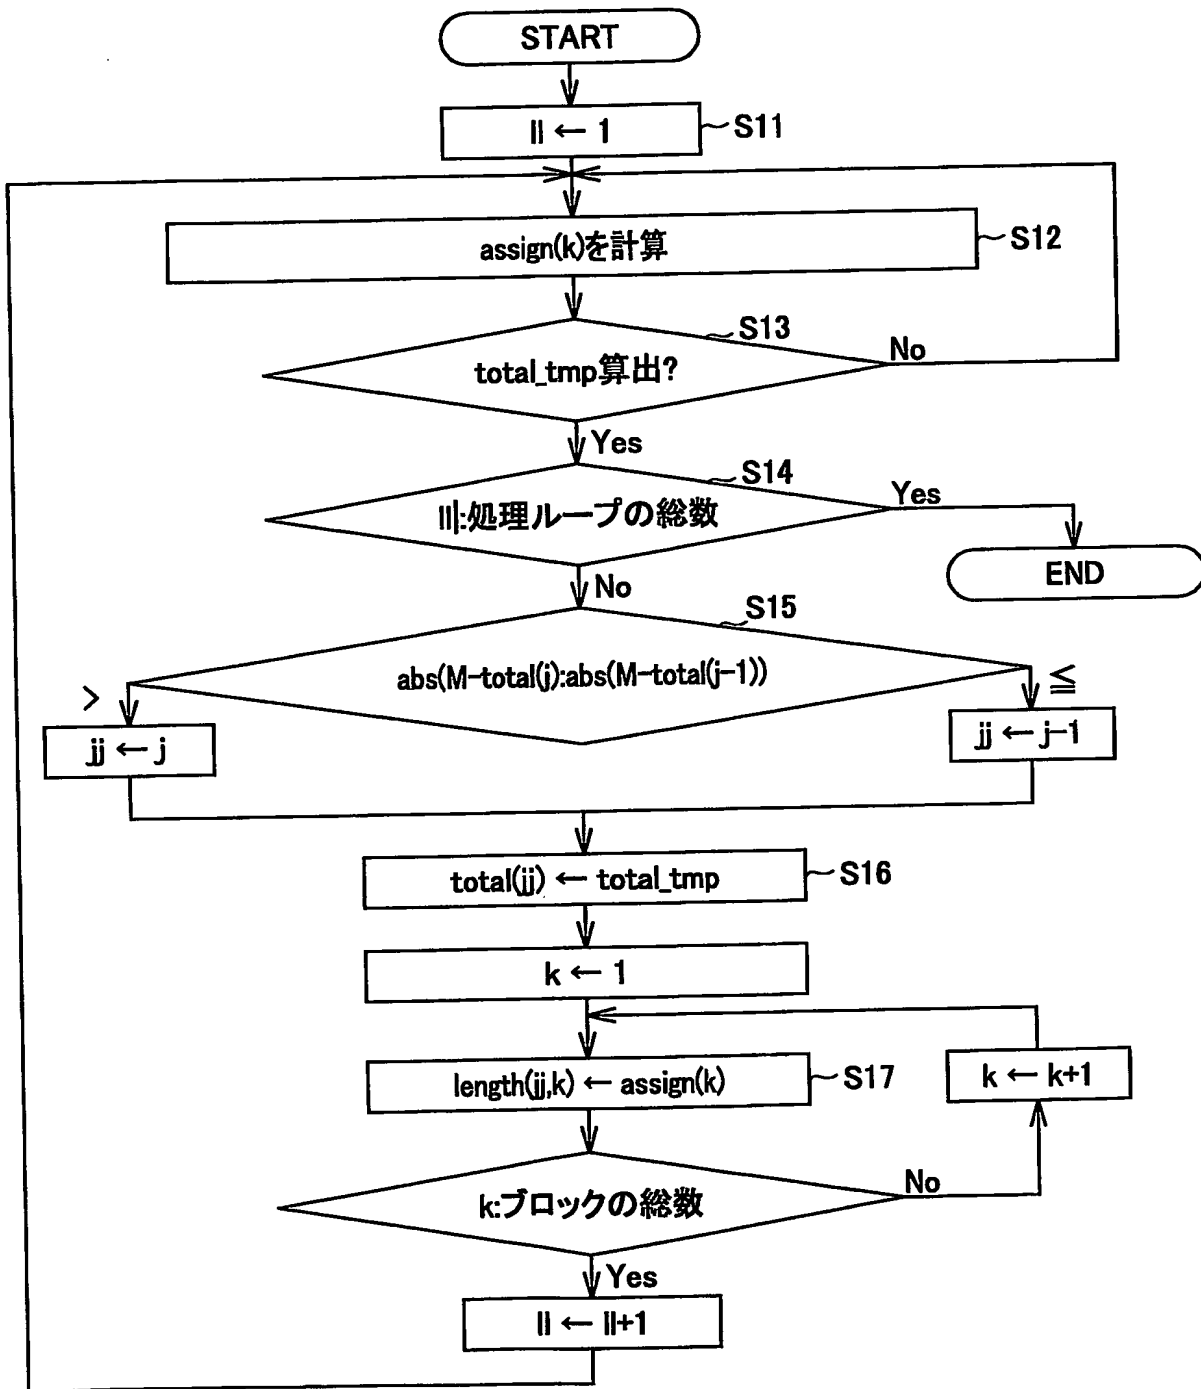 START
ll ← 1
S11
assign(k)を計算
S12
S13
total_tmp算出?
No
Yes
S14
ll:処理ループの総数
Yes
No
END
S15
abs(M-total(j):abs(M-total(j-1))
>
≦
jj ← j
jj ← j-1
total(jj) ← total_tmp
S16
k ← 1
length(jj,k) ← assign(k)
S17
k ← k+1
k:ブロックの総数
No
Yes
ll ← ll+1